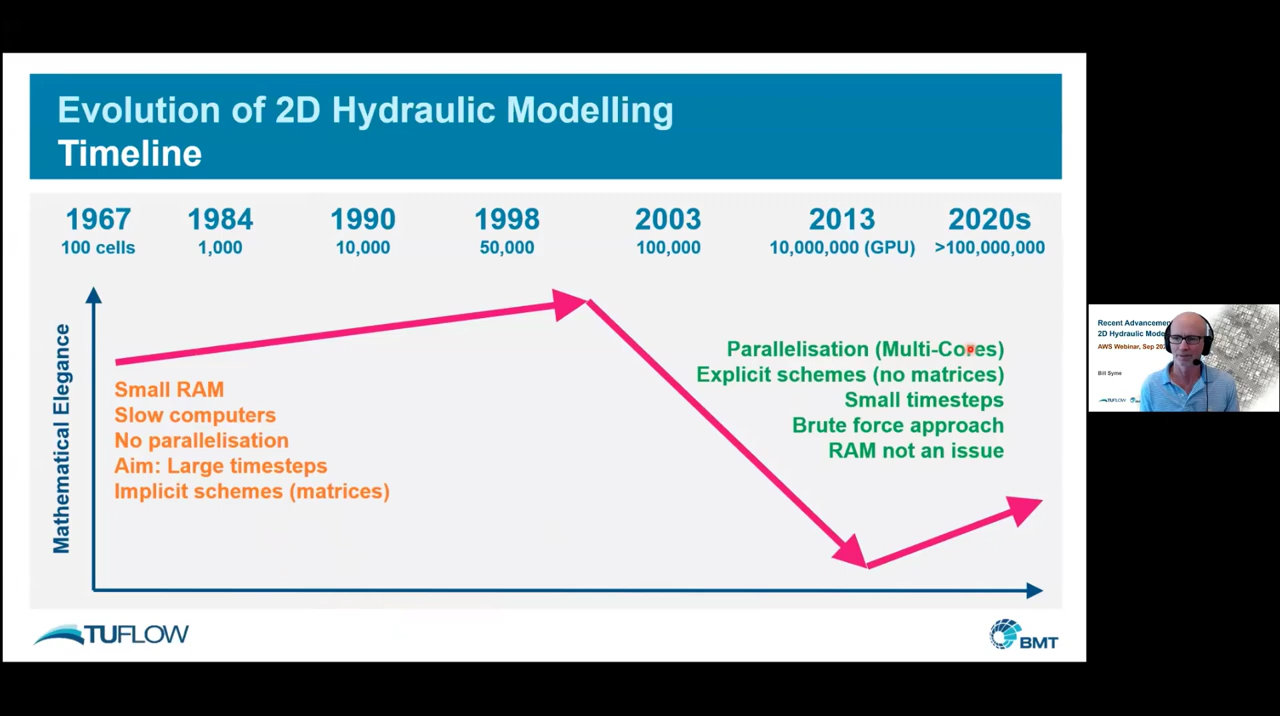 Evolution of 2D Hydraulic Modelling
Timeline
1967 1984 1990 1998 2003 2013 2020s
100 cells 1,000 10,000 50,000 100,000 10,000,000 (GPU) >100,000,000
Mathematical Elegance
Small RAM
Slow computers
No parallelisation
Aim: Large timesteps
Implicit schemes (matrices)
Parallelisation (Multi-Cores)
Explicit schemes (no matrices)
Small timesteps
Brute force approach
RAM not an issue
TUFLOW
BMT
Recent
2D Hydraulic
AWS Webinar, Sep
Bill Syme
TUFLOW